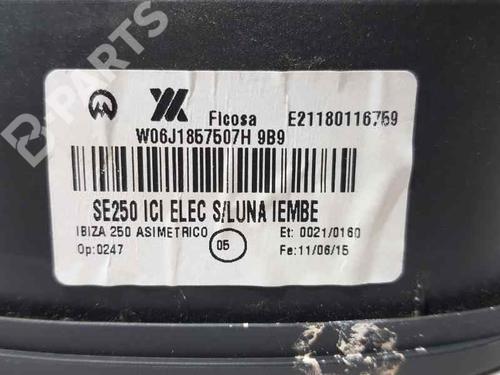 B-PARTS
Ficosa E21180116759
W06J1857507H 9B9
SE250 ICI ELEC S/LUNA IEMBE
IBIZA 250 ASIMETRICO 05 Et: 0021/0160
Op:0247 Fe:11/06/15